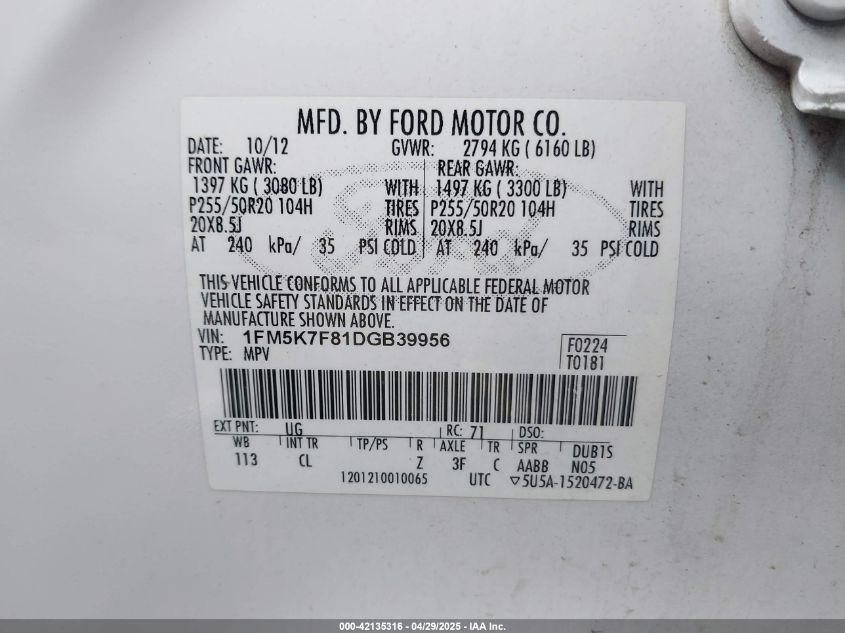 MFD. BY FORD MOTOR CO.
DATE: 10/12 GVWR: 2794 KG ( 6160 LB)
FRONT GAWR: REAR GAWR:
1397 KG ( 3080 LB) WITH 1497 KG ( 3300 LB) WITH
P255/50R20 104H TIRES P255/50R20 104H TIRES
20X8.5J RIMS 20X8.5J RIMS
AT 240 kPa/ 35 PSI COLD AT 240 kPa/ 35 PSI COLD
THIS VEHICLE CONFORMS TO ALL APPLICABLE FEDERAL MOTOR
VEHICLE SAFETY STANDARDS IN EFFECT ON THE DATE OF
MANUFACTURE SHOWN ABOVE.
VIN: 1FM5K7F81DGB39956 F0224
TYPE: MPV T0181
EXT PNT: UG RC: 71 DSO:
WB INT TR TP/PS R AXLE TR SPR DUB1S
113 CL Z 3F C AABB N05
1201210010065 UTC ▽5U5A-1520472-BA
000-42135316 | 04/29/2025 | IAA Inc.